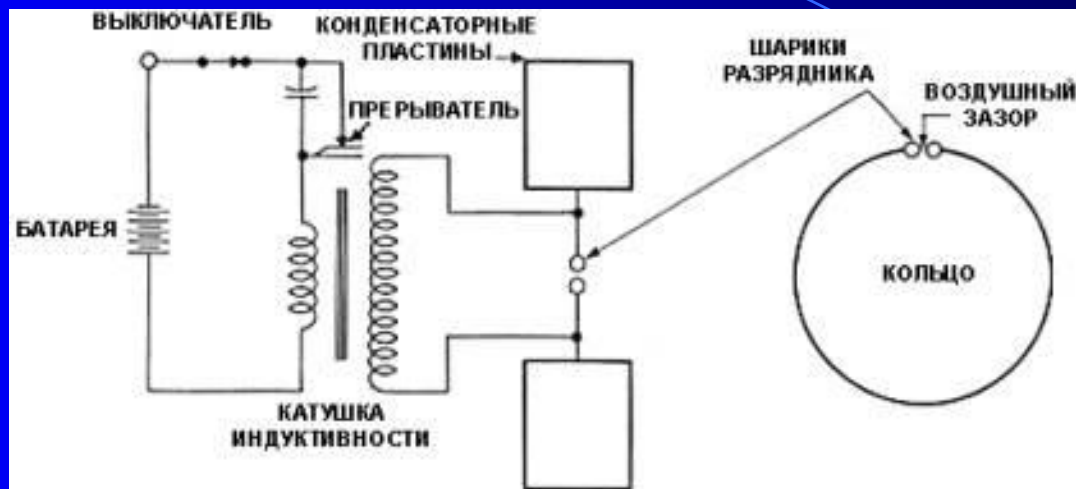 ВЫКЛЮЧАТЕЛЬ
КОНДЕНСАТОРНЫЕ
ПЛАСТИНЫ
ПРЕРЫВАТЕЛЬ
БАТАРЕЯ
КАТУШКА
ИНДУКТИВНОСТИ
ШАРИКИ
РАЗРЯДНИКА
ВОЗДУШНЫЙ
ЗАЗОР
КОЛЬЦО